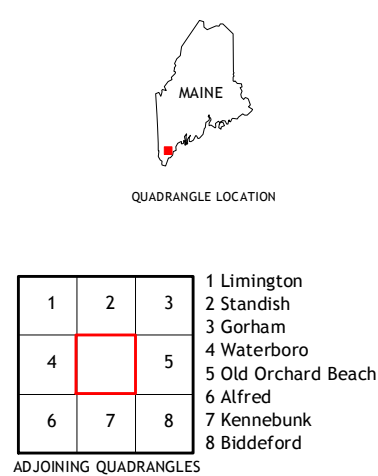 MAINE
QUADRANGLE LOCATION
1 2 3
4 5
6 7 8
1 Limington
2 Standish
3 Gorham
4 Waterboro
5 Old Orchard Beach
6 Alfred
7 Kennebunk
8 Biddeford
ADJOINING QUADRANGLES